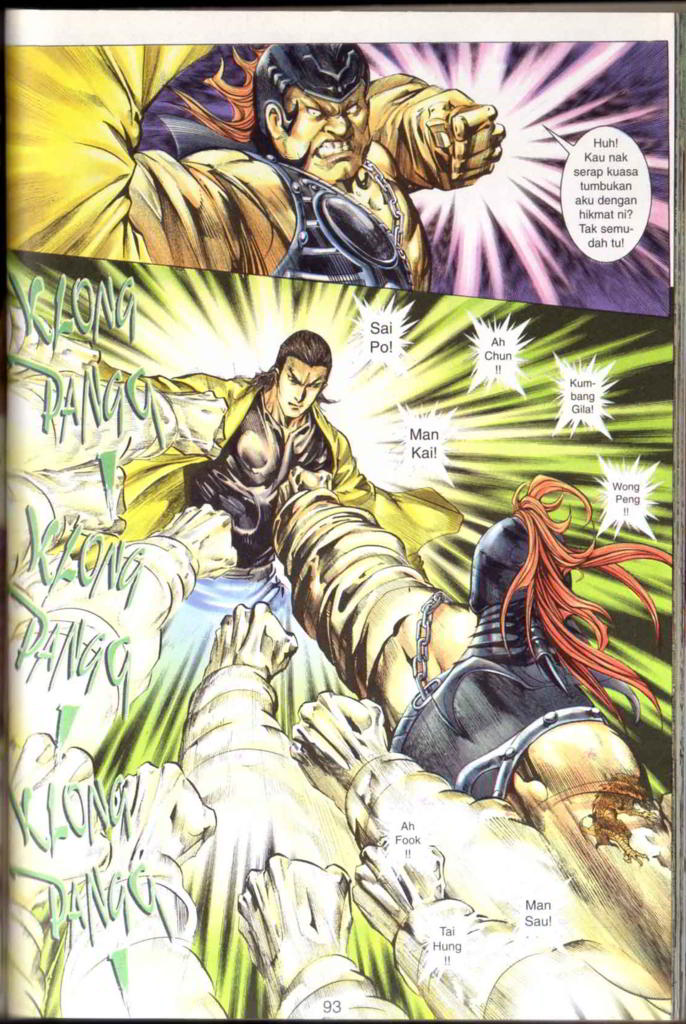 Huh!
Kau nak
serap kuasa
tumbukan
aku dengan
hikmat ni?
Tak semu-
dah tu!
Sai
Po!
Ah
Chun
!!
Kum-
bang
Gila!
Man
Kai!
Wong
Peng
!!
KLONG
PANGG
!
KLONG
PANGG
!
KLONG
PANGG
!
Ah
Fook
!!
Man
Sau!
Tai
Hung
!!
93